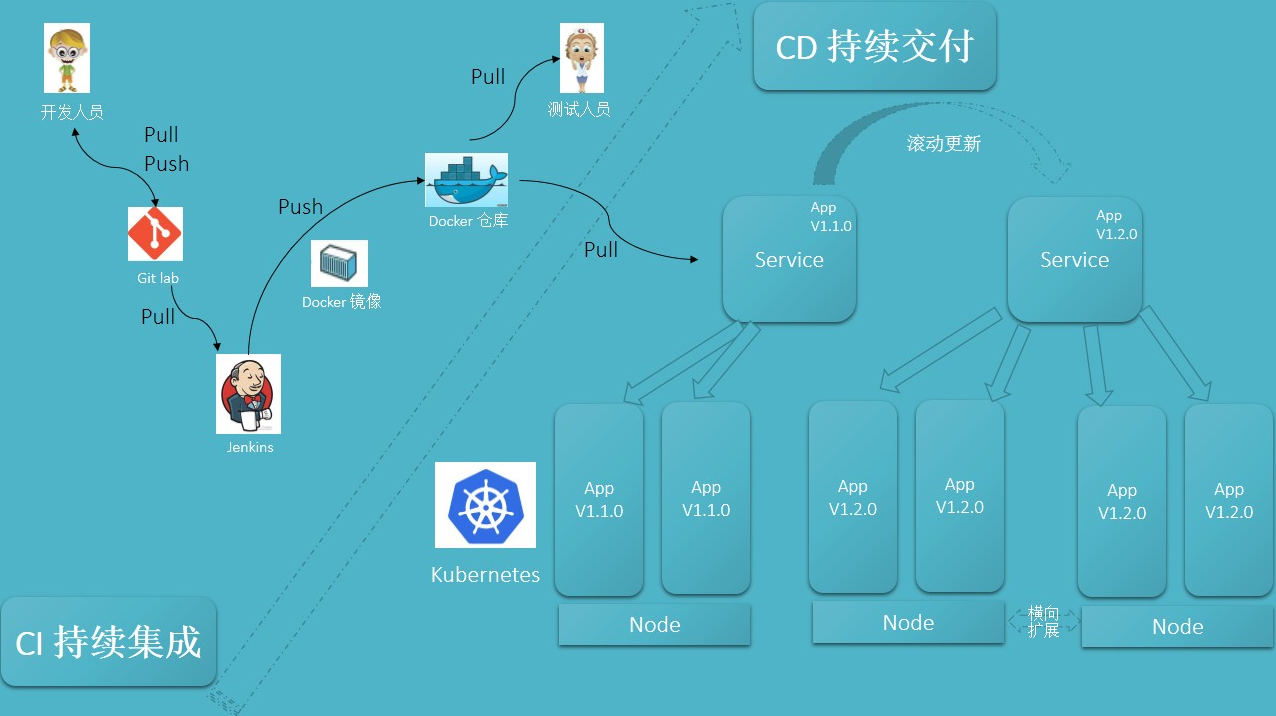 CD 持续交付
开发人员
Pull
Push
Git lab
Pull
Jenkins
Push
Docker 镜像
Docker 仓库
Pull
测试人员
Pull
滚动更新
App
V1.1.0
Service
App
V1.2.0
Service
Kubernetes
App
V1.1.0
App
V1.1.0
Node
App
V1.2.0
App
V1.2.0
Node
横向
扩展
App
V1.2.0
App
V1.2.0
Node
CI 持续集成